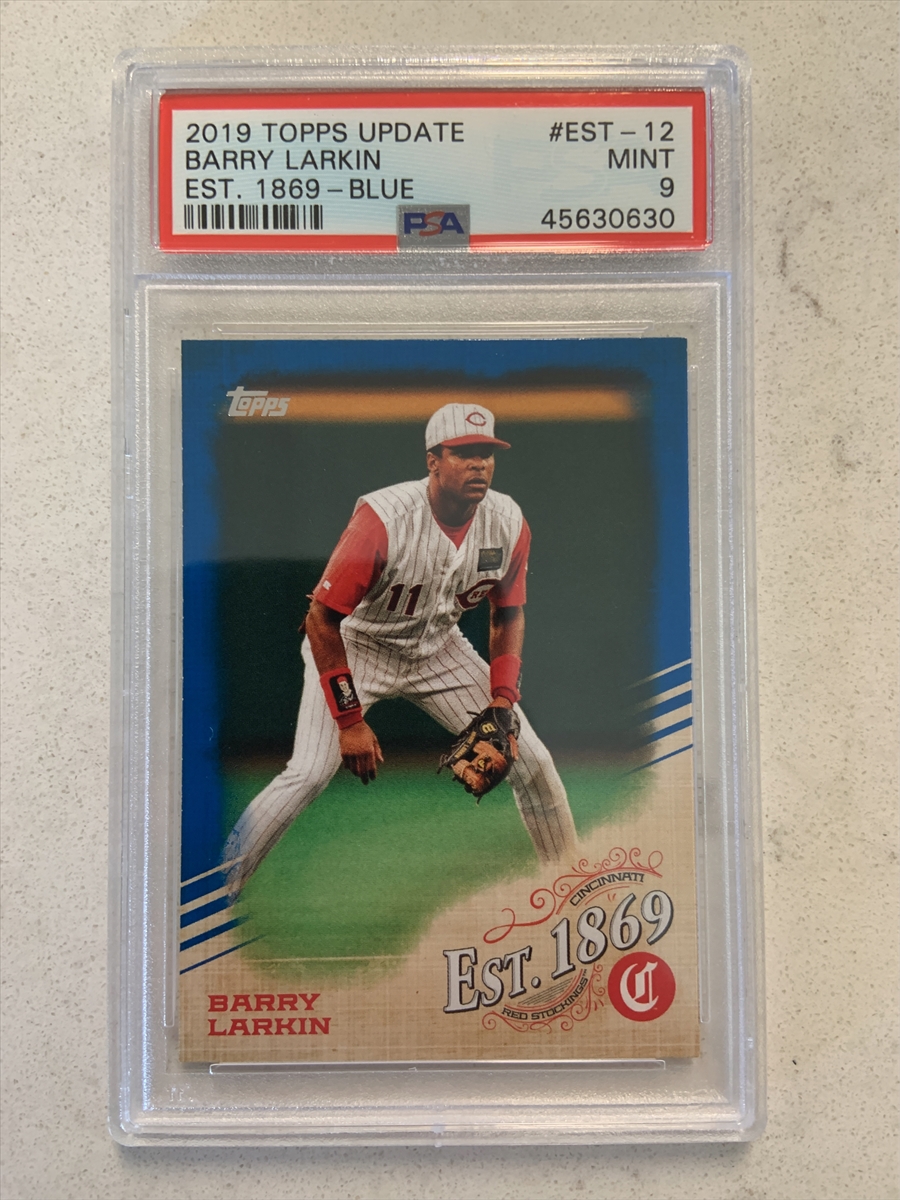 2019 TOPPS UPDATE #EST-12
BARRY LARKIN MINT
EST. 1869-BLUE 9
PSA 45630630
Topps
C
11
CINCINNATI
EST. 1869
RED STOCKINGS
C
BARRY
LARKIN